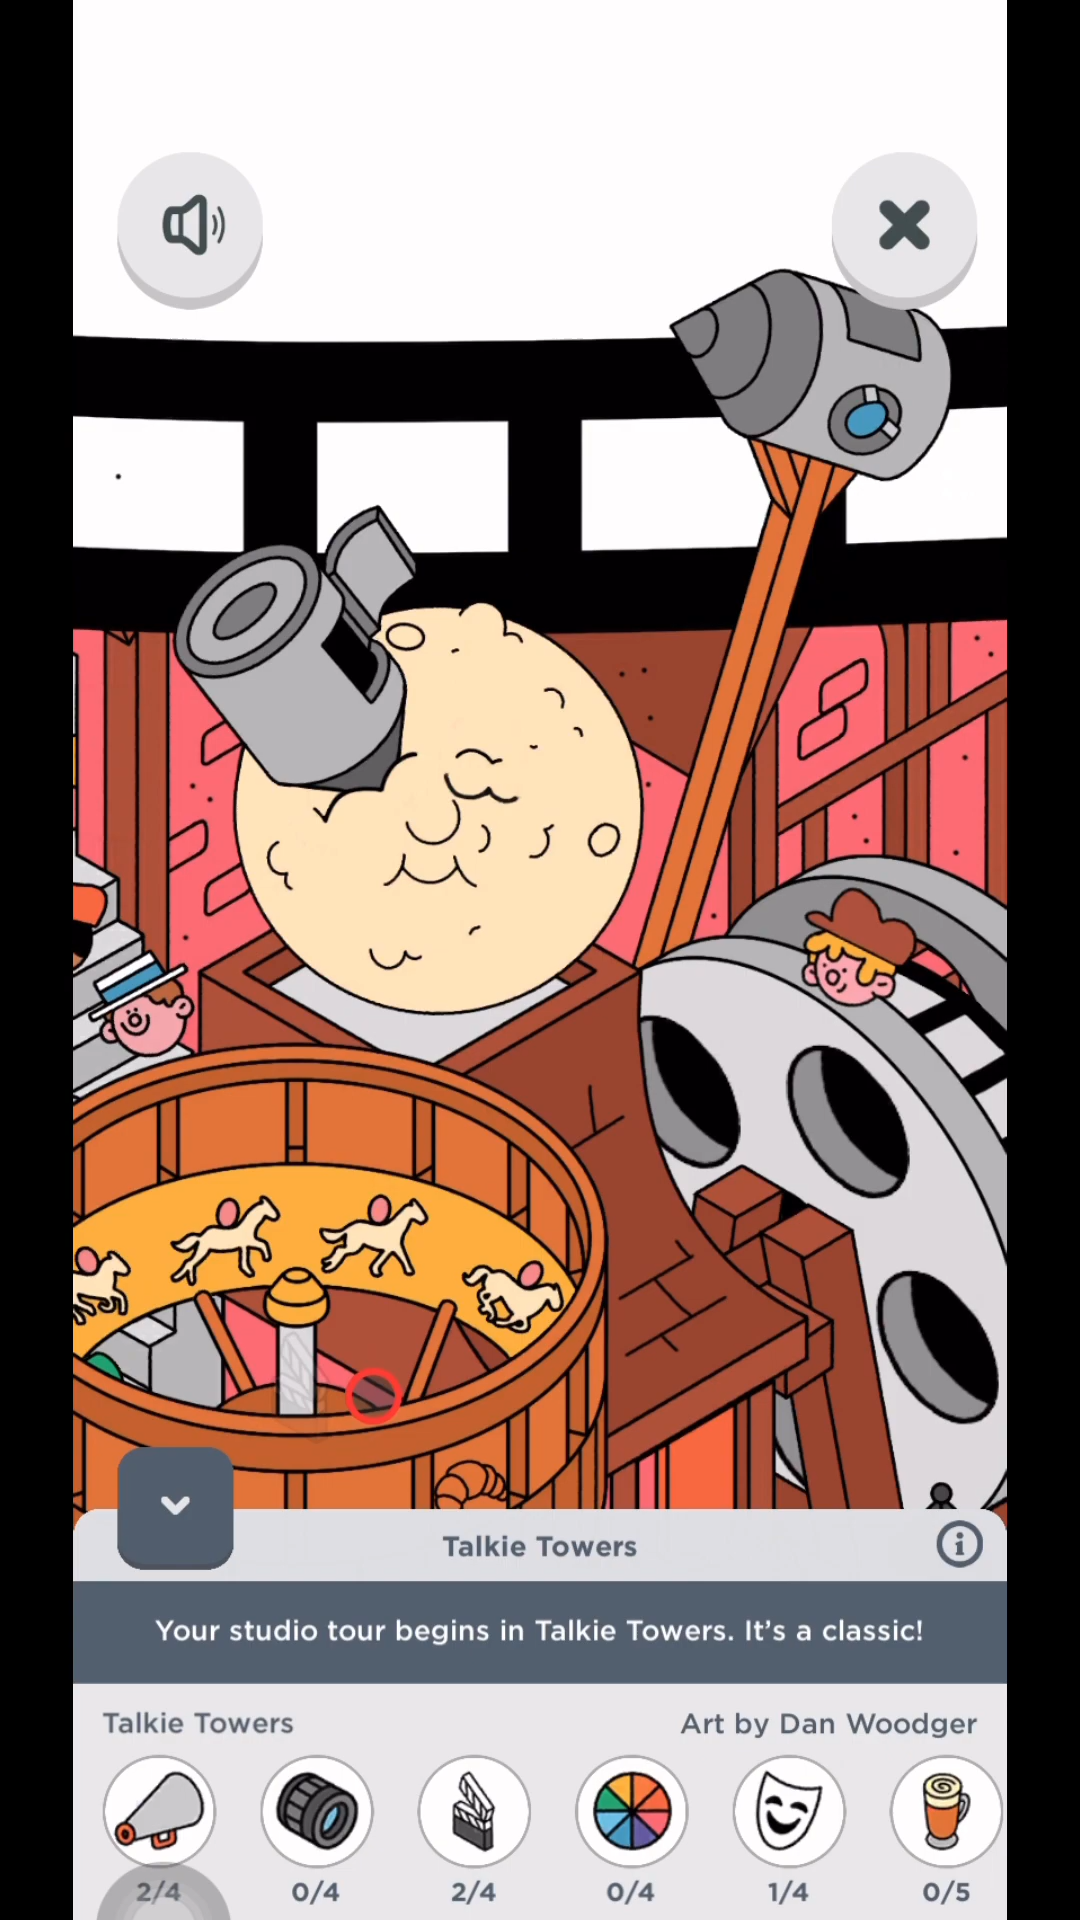 Talkie Towers
Your studio tour begins in Talkie Towers. It's a classic!
Talkie Towers
Art by Dan Woodger
2/4
0/4
2/4
0/4
1/4
0/5